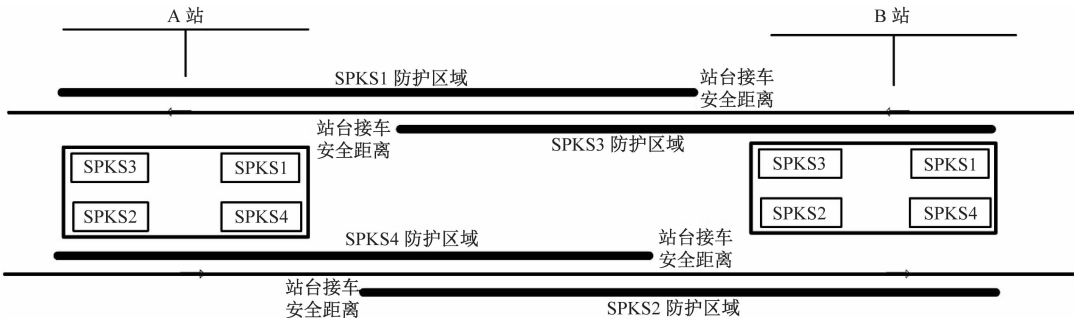 A 站
B 站
SPKS1 防护区域
站台接车
安全距离
站台接车
安全距离
SPKS3 防护区域
SPKS3
SPKS1
SPKS2
SPKS4
SPKS3
SPKS1
SPKS2
SPKS4
SPKS4 防护区域
站台接车
安全距离
站台接车
安全距离
SPKS2 防护区域